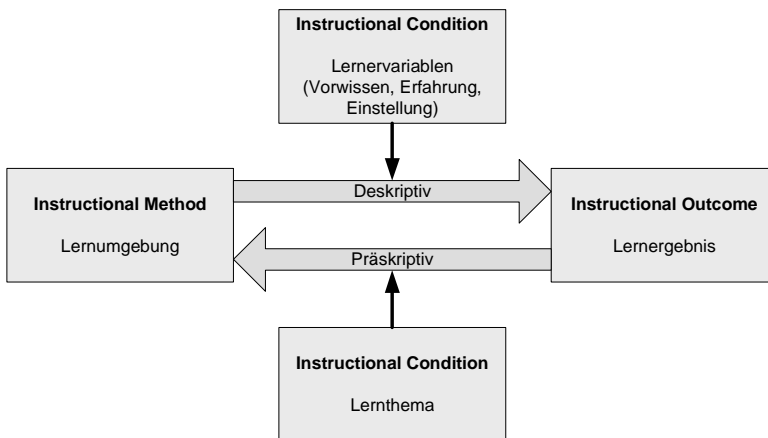 Instructional Condition
Lernervariablen
(Vorwissen, Erfahrung,
Einstellung)
Instructional Method
Lernumgebung
Deskriptiv
Präskriptiv
Instructional Outcome
Lernergebnis
Instructional Condition
Lernthema